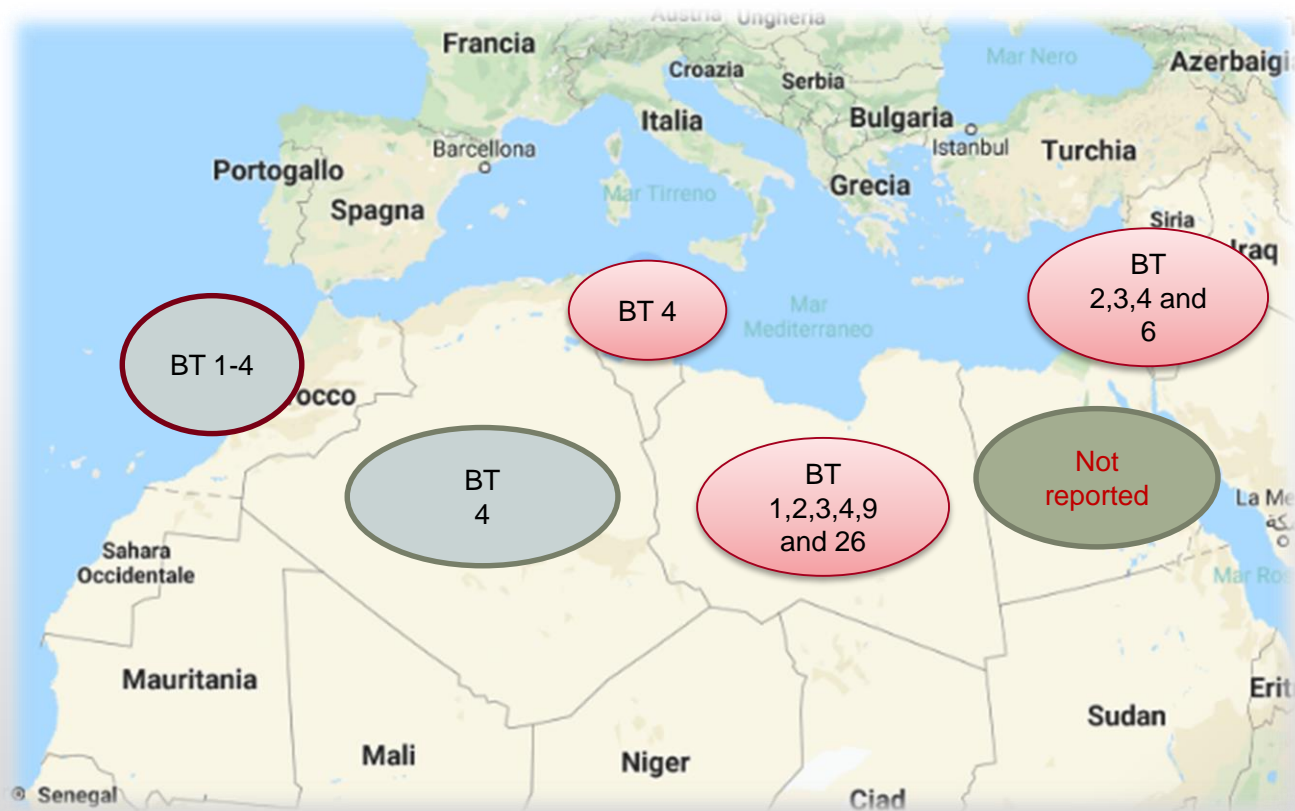 Austria
Ungheria
Francia
Croazia
Mar Nero
Azerbaigi
Serbia
Italia
Bulgaria
Istanbul
Barcellona
Turchia
Portogallo
Mar Tirreno
Grecia
Spagna
Siria
Iraq
BT
2,3,4 and
6
BT 4
Mar
Mediterraneo
BT 1-4
occo
BT
4
BT
1,2,3,4,9
and 26
Not
reported
La Me
Sahara
Occidentale
Mar Ros
Mauritania
Eri
Sudan
Mali
Niger
Senegal
Ciad